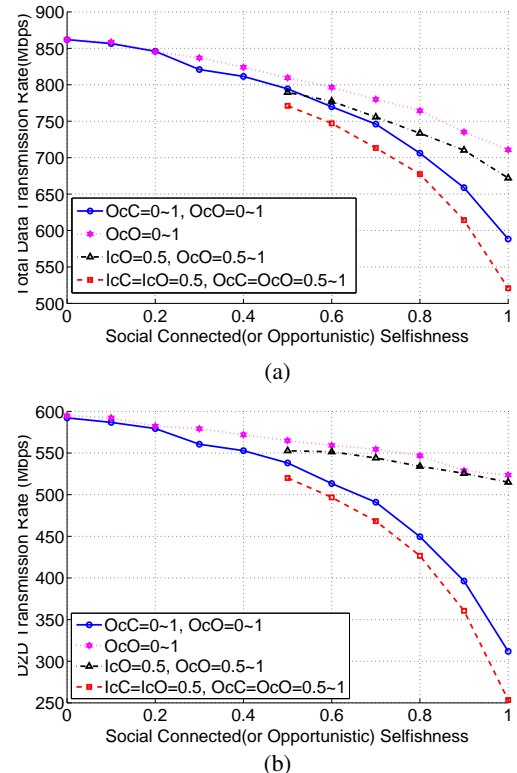 (a)
900
850
800
750
700
650
600
550
500
Total Data Transmission Rate(Mbps)
OcC=0~1, OcO=0~1
OcO=0~1
IcO=0.5, OcO=0.5~1
IcC=IcO=0.5, OcC=OcO=0.5~1
0 0.2 0.4 0.6 0.8 1
Social Connected(or Opportunistic) Selfishness
(a)
600
550
500
450
400
350
300
250
D2D Transmission Rate (Mbps)
OcC=0~1, OcO=0~1
OcO=0~1
IcO=0.5, OcO=0.5~1
IcC=IcO=0.5, OcC=OcO=0.5~1
0 0.2 0.4 0.6 0.8 1
Social Connected(or Opportunistic) Selfishness
(b)